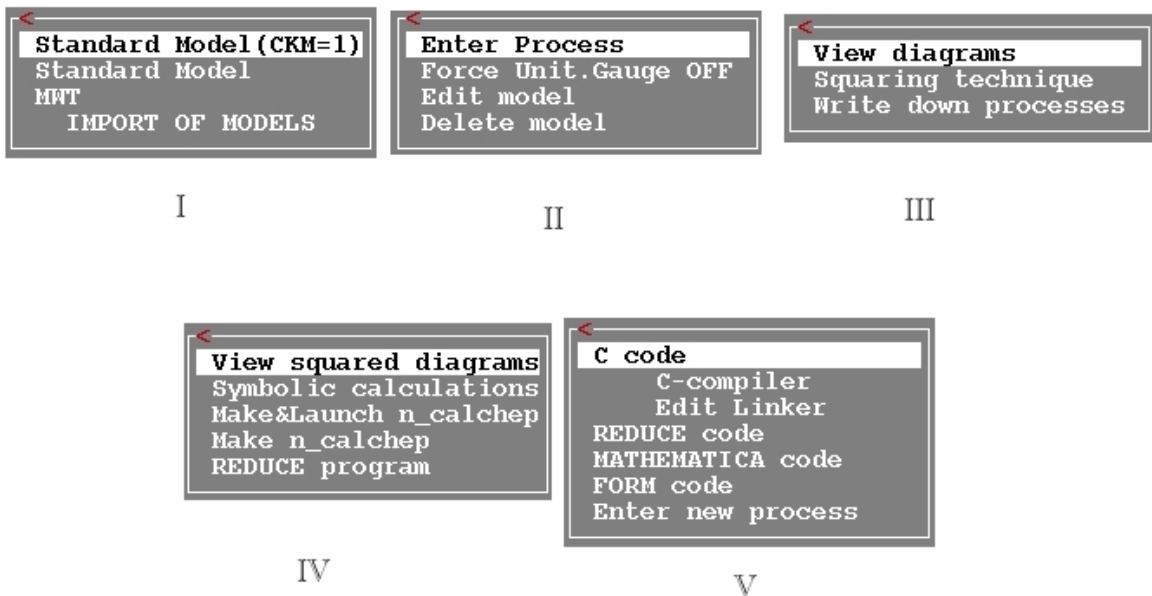 <
Standard Model(CKM=1)
Standard Model
MWT
IMPORT OF MODELS
I
<
Enter Process
Force Unit.Gauge OFF
Edit model
Delete model
II
<
View diagrams
Squaring technique
Write down processes
III
<
View squared diagrams
Symbolic calculations
Make&Launch n_calchep
Make n_calchep
REDUCE program
IV
<
C code
C-compiler
Edit Linker
REDUCE code
MATHEMATICA code
FORM code
Enter new process
V